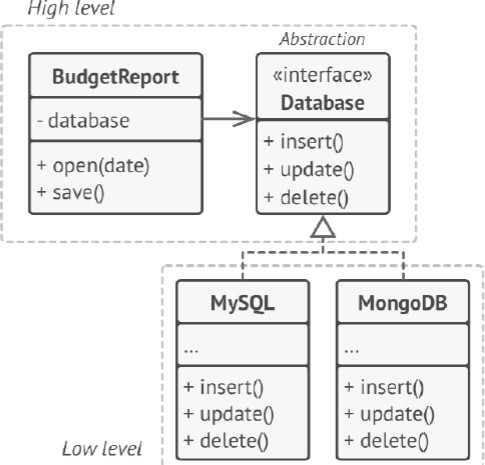 High level
Abstraction
BudgetReport
- database
+ open(date)
+ save()
«interface»
Database
+ insert()
+ update()
+ delete()
MySQL
...
+ insert()
+ update()
+ delete()
MongoDB
...
+ insert()
+ update()
+ delete()
Low level